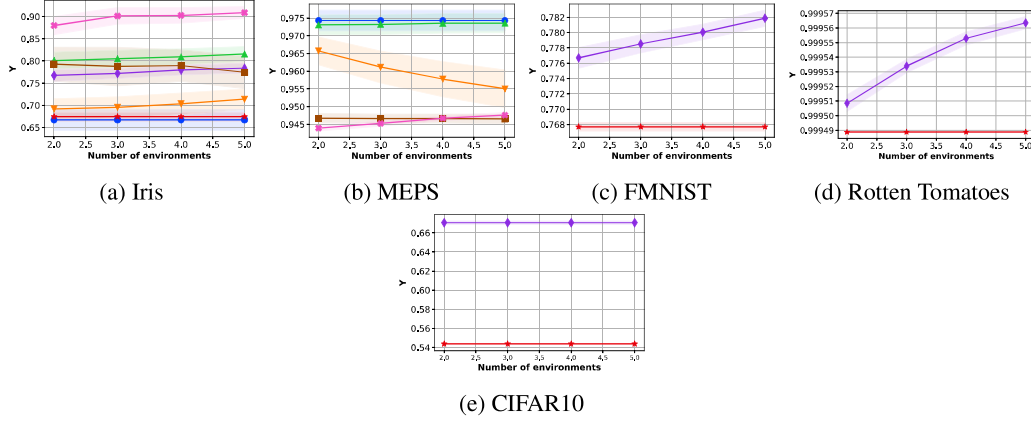 0.90
0.85
0.80
0.75
0.70
0.65
Y
2.0 2.5 3.0 3.5 4.0 4.5 5.0
Number of environments
(a) Iris
0.975
0.970
0.965
0.960
0.955
0.950
0.945
Y
2.0 2.5 3.0 3.5 4.0 4.5 5.0
Number of environments
(b) MEPS
0.782
0.780
0.778
0.776
0.774
0.772
0.770
0.768
Y
2.0 2.5 3.0 3.5 4.0 4.5 5.0
Number of environments
(c) FMNIST
0.99957
0.99956
0.99955
0.99953
0.99952
0.99951
0.99950
0.99949
Y
2.0 2.5 3.0 3.5 4.0 4.5 5.0
Number of environments
(d) Rotten Tomatoes
0.66
0.64
0.62
0.60
0.58
0.56
0.54
Y
2.0 2.5 3.0 3.5 4.0 4.5 5.0
Number of environments
(e) CIFAR10